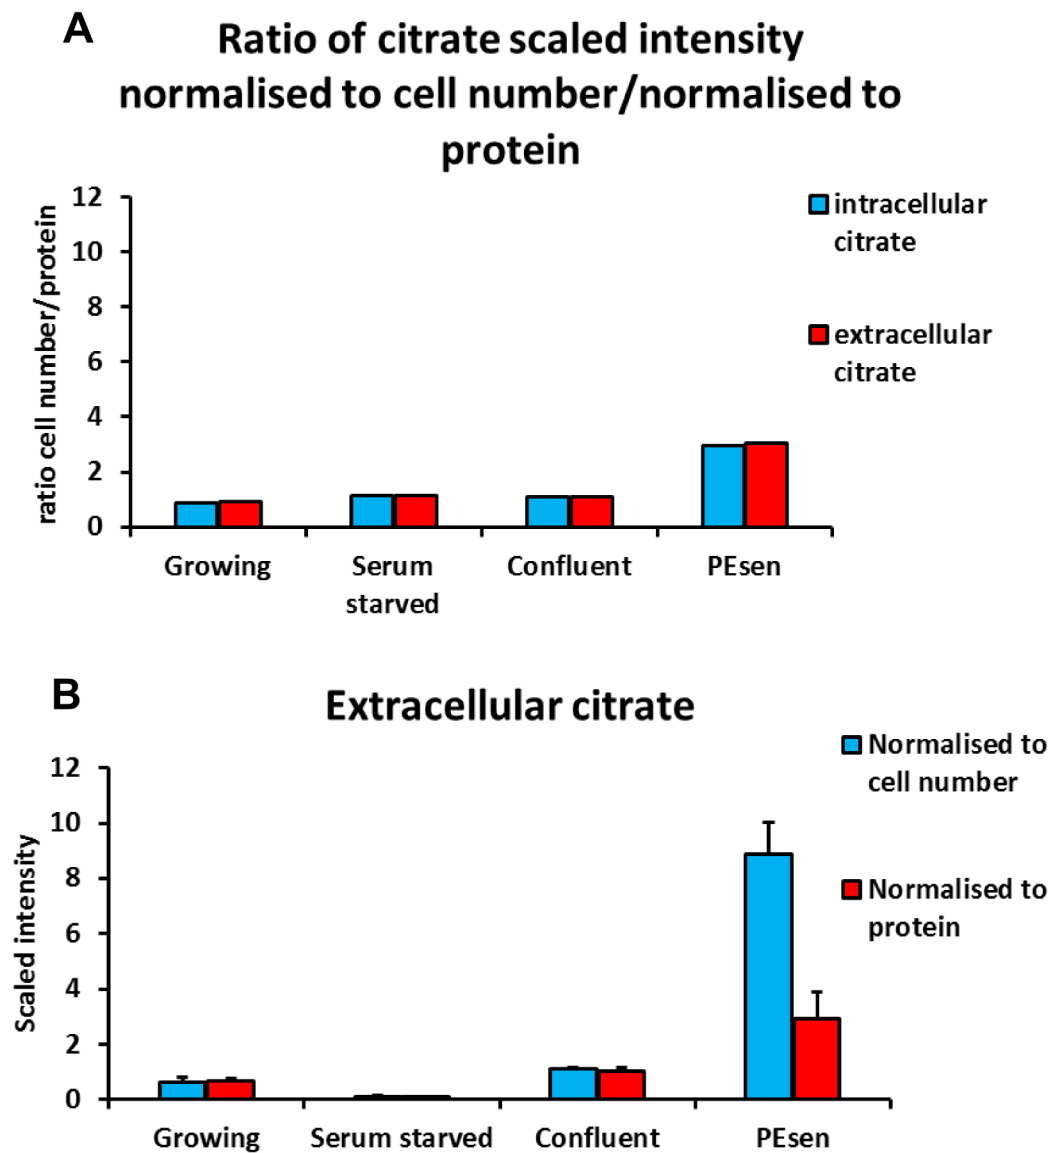 A
Ratio of citrate scaled intensity
normalised to cell number/normalised to
protein
ratio cell number/protein
12
10
8
6
4
2
0
Growing
Serum
starved
Confluent
PEsen
intracellular
citrate
extracellular
citrate
B
Extracellular citrate
Scaled intensity
12
10
8
6
4
2
0
Growing
Serum starved
Confluent
PEsen
Normalised to
cell number
Normalised to
protein